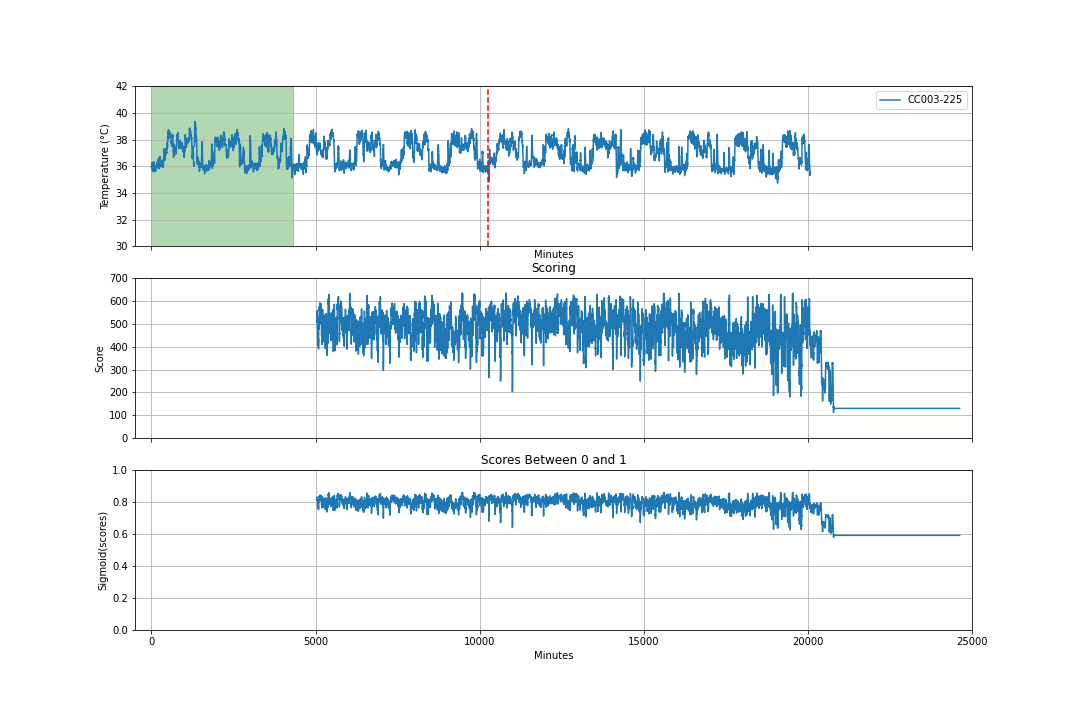 42
40
38
36
34
32
30
Temperature (°C)
CC003-225
Minutes
Scoring
700
600
500
400
300
200
100
0
Score
Scores Between 0 and 1
1.0
0.8
0.6
0.4
0.2
0.0
Sigmoid(scores)
0 5000 10000 15000 20000 25000
Minutes